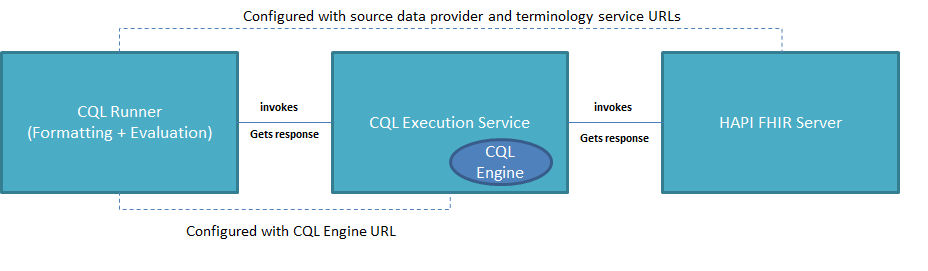 Configured with source data provider and terminology service URLs
CQL Runner
(Formatting + Evaluation)
invokes
Gets response
CQL Execution Service
CQL
Engine
invokes
Gets response
HAPI FHIR Server
Configured with CQL Engine URL